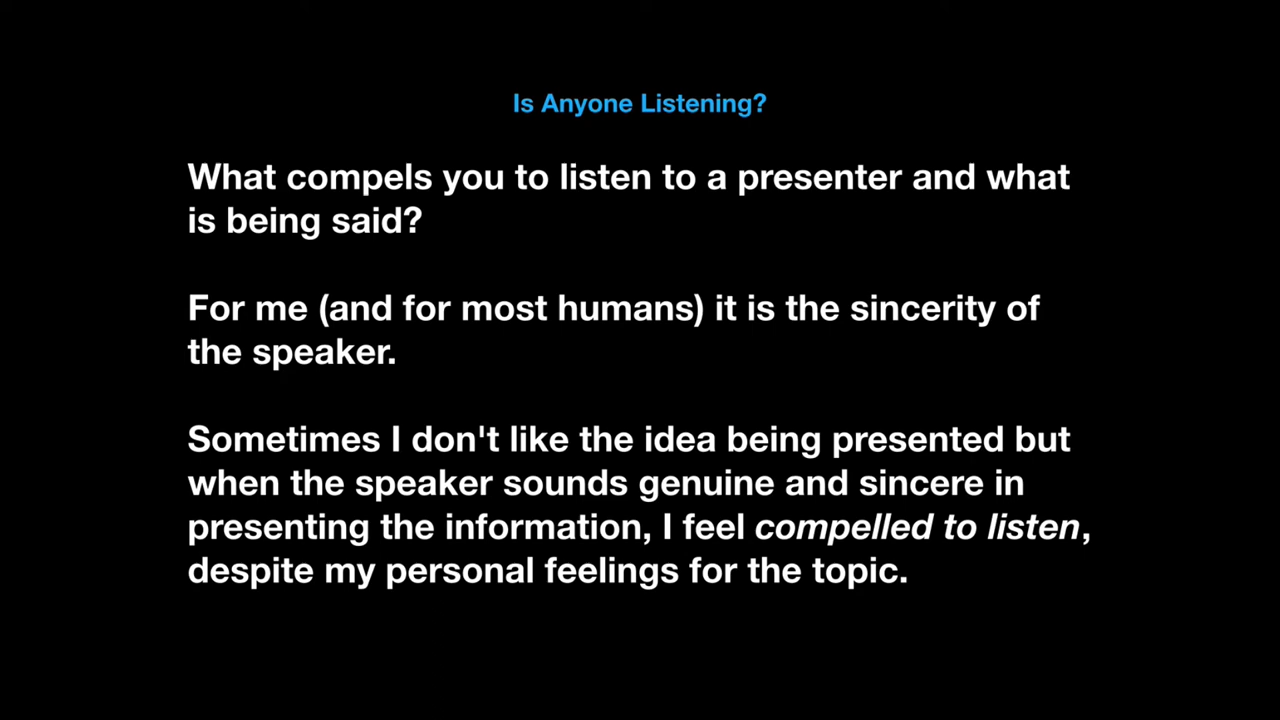 Is Anyone Listening?
What compels you to listen to a presenter and what
is being said?
For me (and for most humans) it is the sincerity of
the speaker.
Sometimes I don't like the idea being presented but
when the speaker sounds genuine and sincere in
presenting the information, I feel compelled to listen,
despite my personal feelings for the topic.